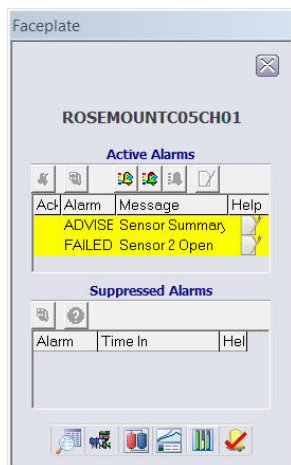 Faceplate
ROSEMOUNTC05CH01
Active Alarms
Ack Alarm Message Help
ADVISE Sensor Summary
FAILED Sensor 2 Open
Suppressed Alarms
Alarm Time In Hel